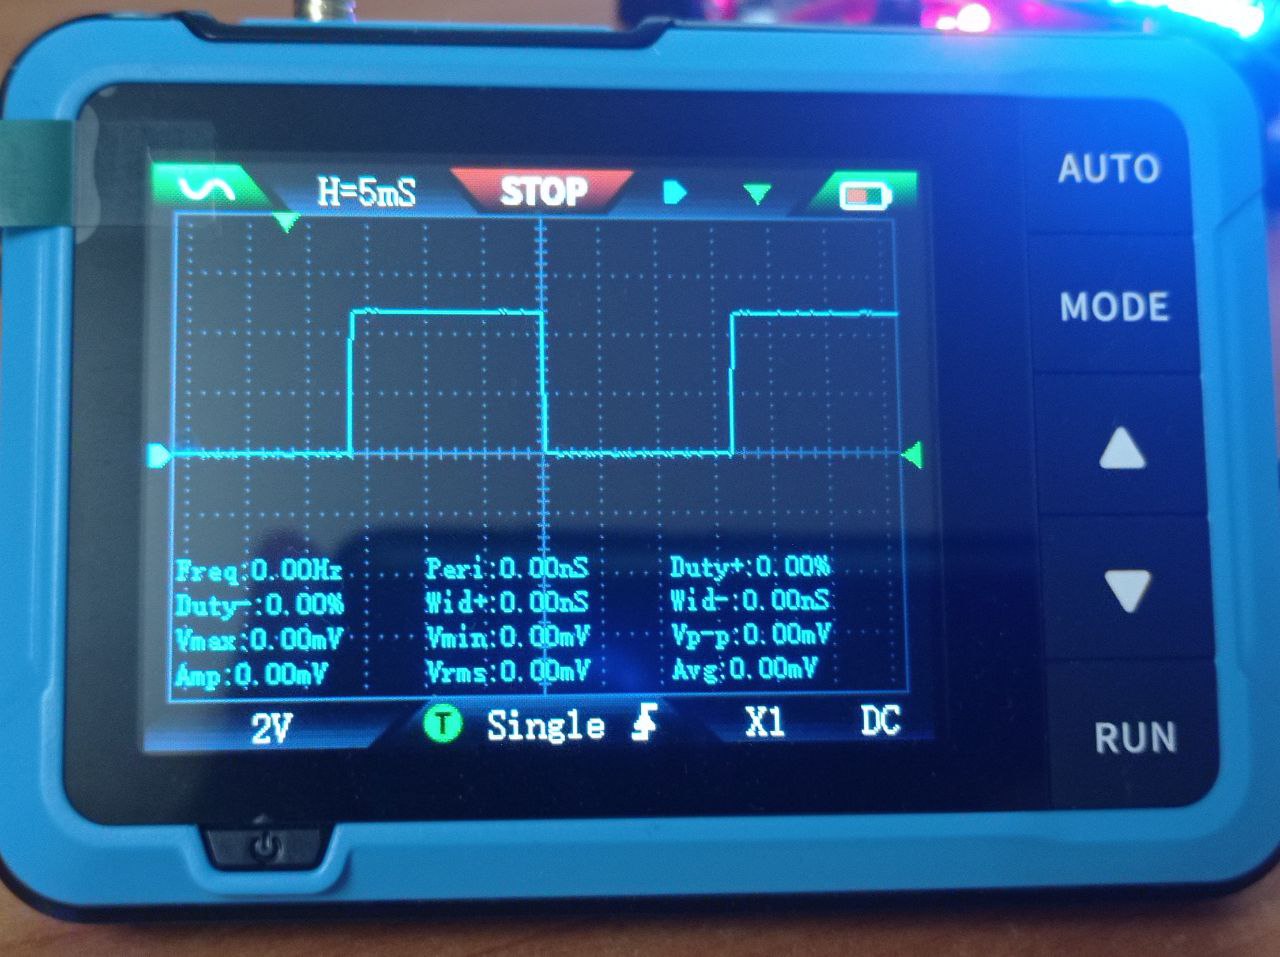 H=5mS STOP
AUTO
MODE
Freq:0.00Hz Peri:0.00nS Duty+:0.00%
Duty-:0.00% Wid+:0.00nS Wid-:0.00nS
Vmax:0.00mV Vmin:0.00mV Vp-p:0.00mV
Amp:0.00mV Vrms:0.00mV Avg:0.00mV
2V T Single X1 DC
RUN